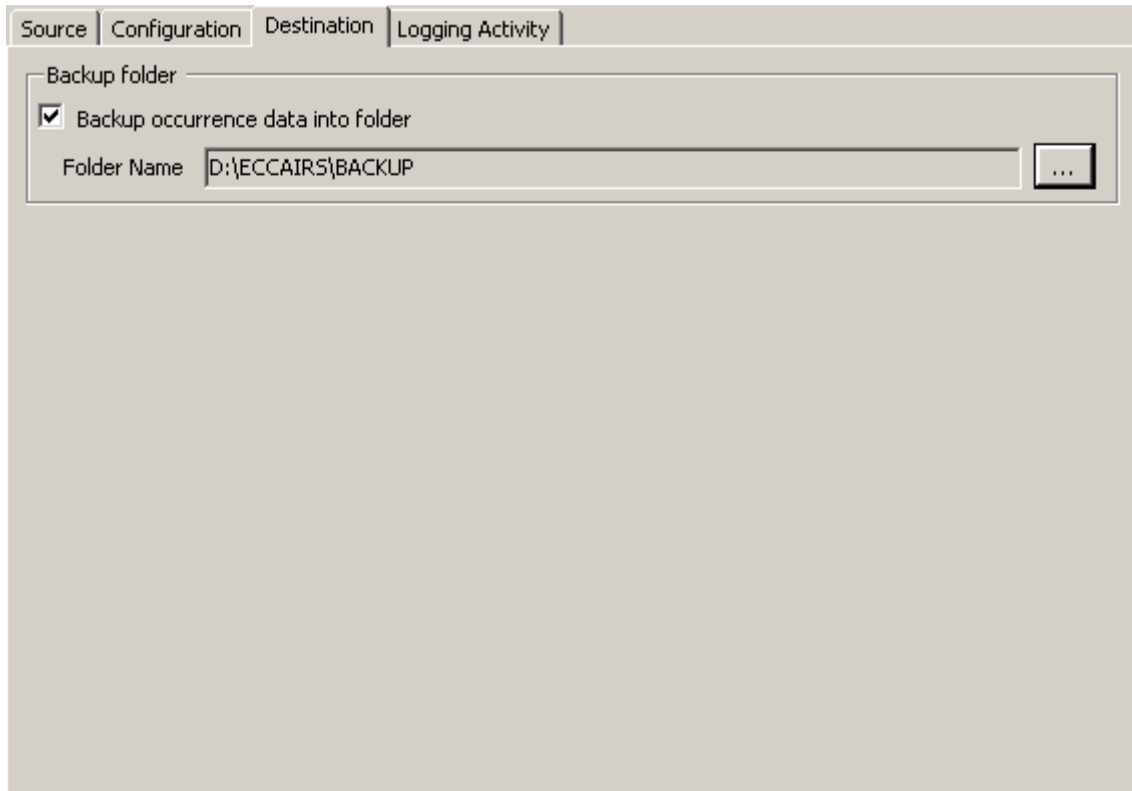 Source Configuration Destination Logging Activity
Backup folder
Backup occurrence data into folder
Folder Name D:\ECCAIRS\BACKUP ...